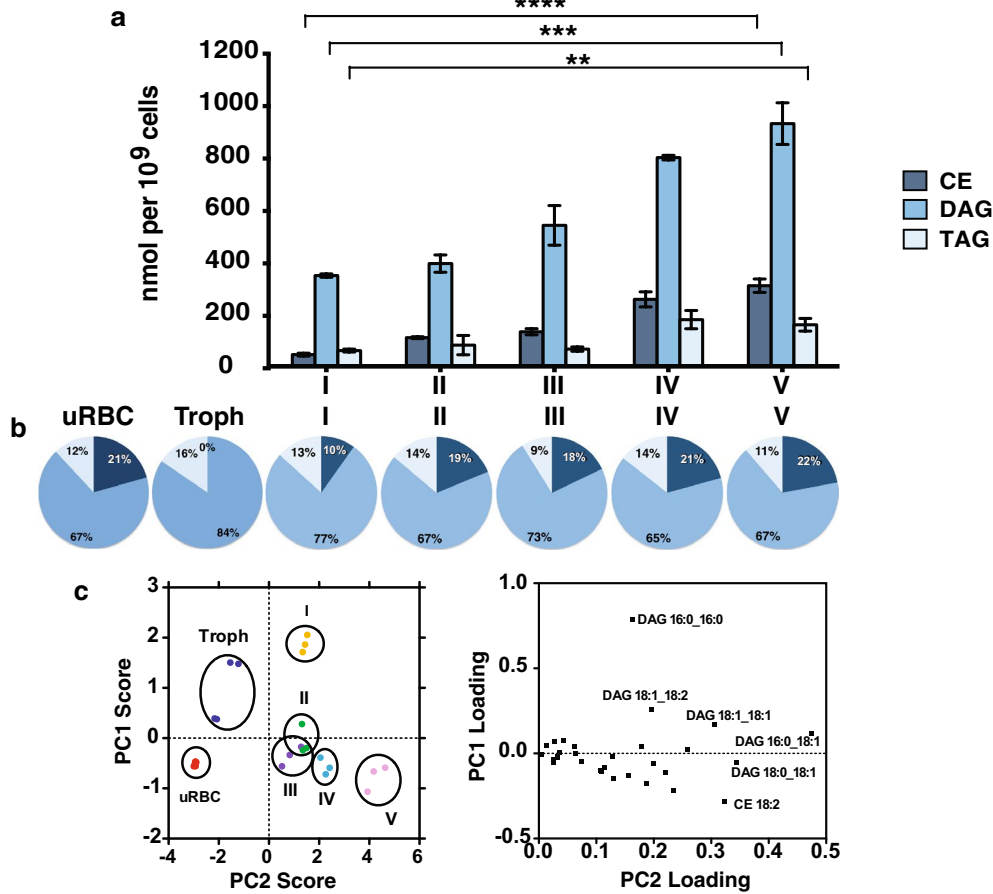 a
****
***
**
1200
1000
800
600
400
200
0
nmol per 10⁹ cells
I II III IV V
CE
DAG
TAG
b
uRBC Troph I II III IV V
12% 21% 67%
16% 0% 84%
13% 10% 77%
14% 19% 67%
9% 18% 73%
14% 21% 65%
11% 22% 67%
c
3
2
1
0
-1
-2
PC1 Score
-4 -2 0 2 4 6
PC2 Score
Troph
I
II
uRBC
III
IV
V
1.0
0.5
0.0
-0.5
PC1 Loading
0.0 0.1 0.2 0.3 0.4 0.5
PC2 Loading
DAG 16:0_16:0
DAG 18:1_18:2
DAG 18:1_18:1
DAG 16:0_18:1
DAG 18:0_18:1
CE 18:2